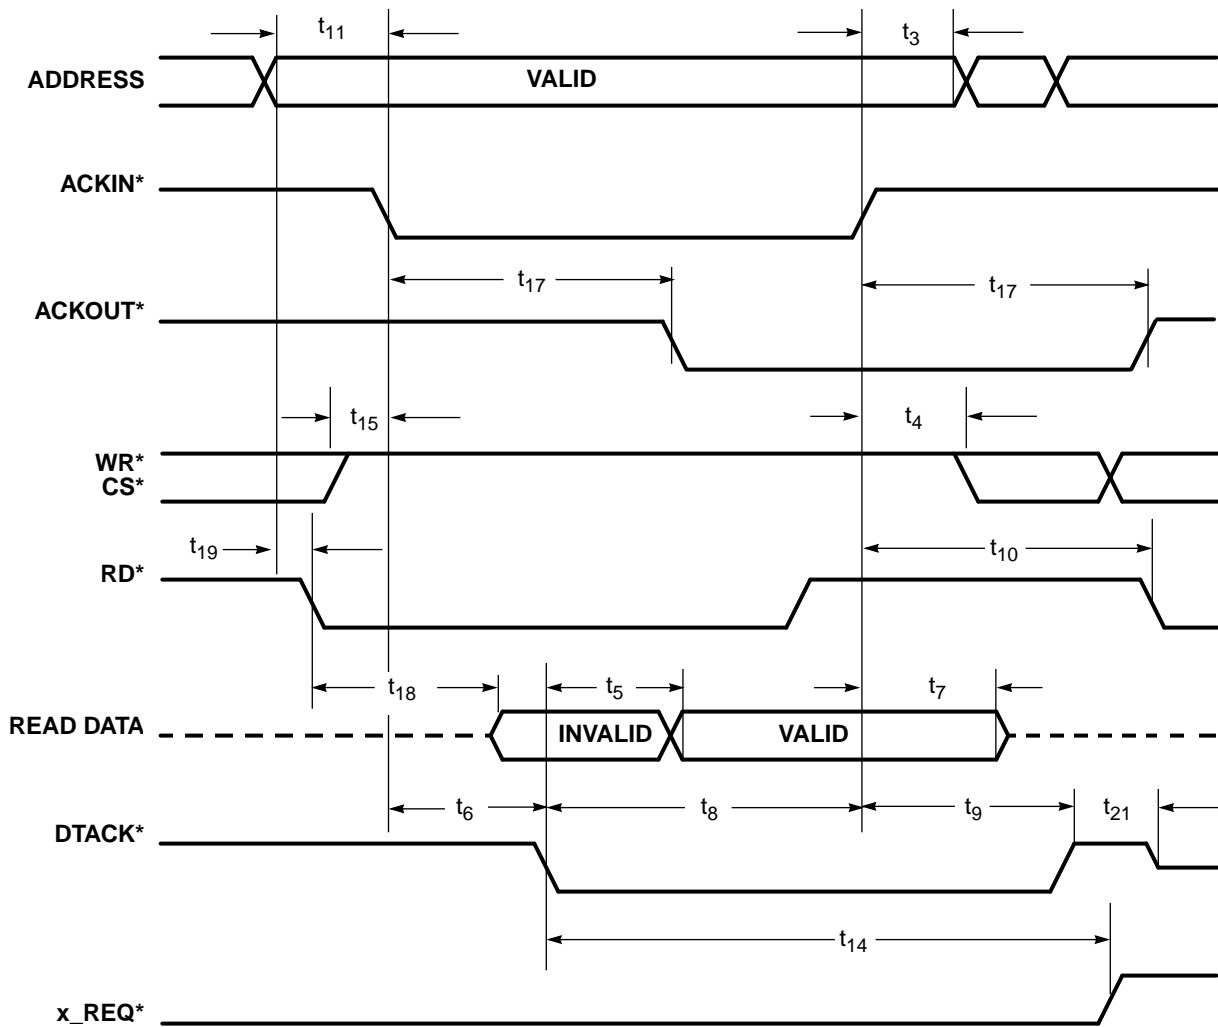 t11
t3
ADDRESS
VALID
ACKIN*
t17
t17
ACKOUT*
t15
t4
WR*
CS*
t19
t10
RD*
t18
t5
t7
READ DATA
INVALID
VALID
t6
t8
t9
t21
DTACK*
t14
x_REQ*